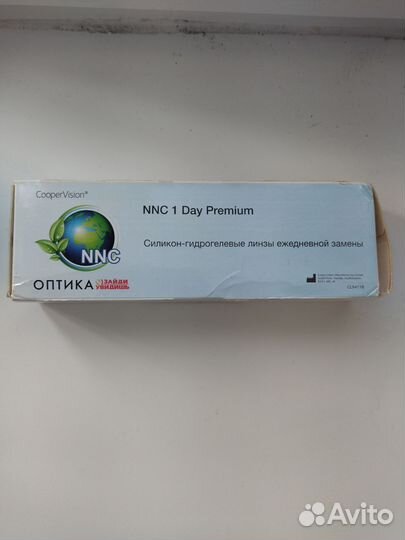 CooperVision®
NNC 1 Day Premium
Силикон-гидрогелевые линзы ежедневной замены
NNC
ОПТИКА ЗАЙДИ УВИДИШЬ
Avito